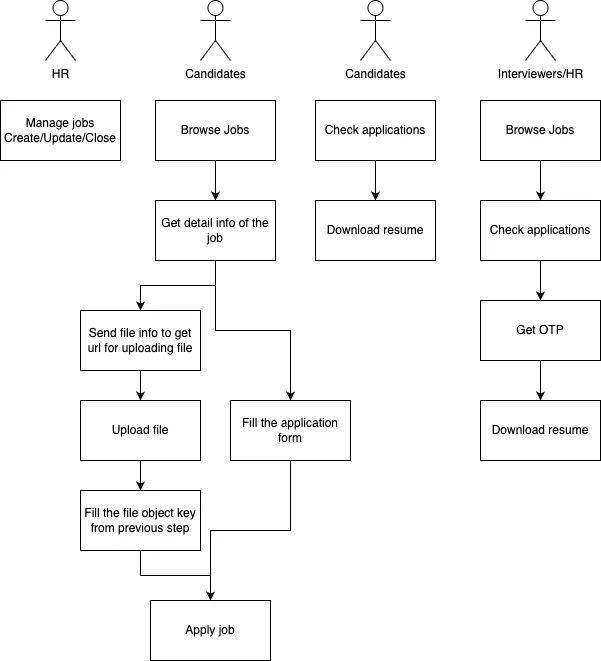 HR
Candidates
Candidates
Interviewers/HR
Manage jobs
Create/Update/Close
Browse Jobs
Check applications
Browse Jobs
Get detail info of the
job
Download resume
Check applications
Send file info to get
url for uploading file
Get OTP
Upload file
Fill the application
form
Download resume
Fill the file object key
from previous step
Apply job